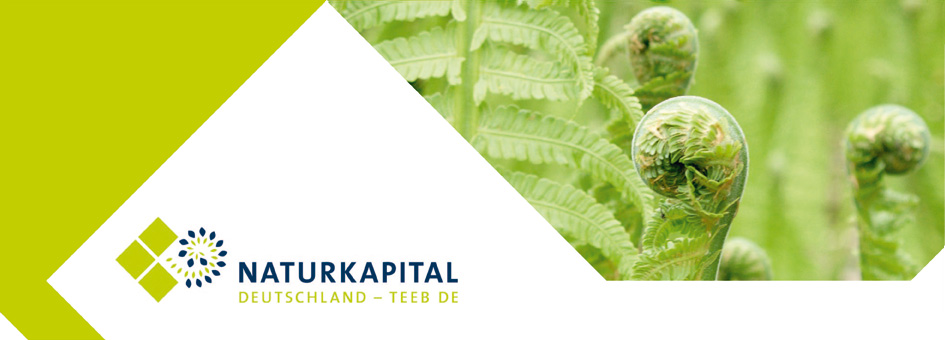 NATURKAPITAL
DEUTSCHLAND – TEEB DE